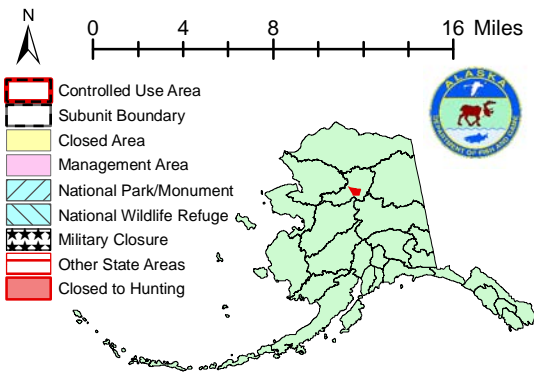 N
0 4 8 16 Miles
Controlled Use Area
Subunit Boundary
Closed Area
Management Area
National Park/Monument
National Wildlife Refuge
Military Closure
Other State Areas
Closed to Hunting
ALASKA
DEPARTMENT OF FISH AND GAME